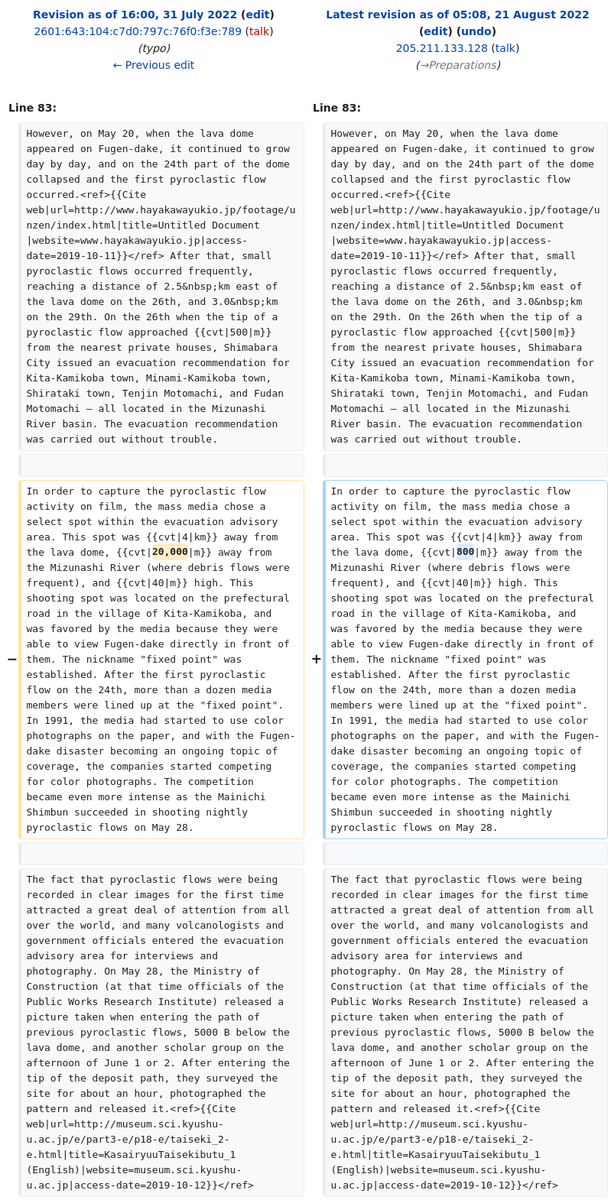 Revision as of 16:00, 31 July 2022 (edit)
2601:643:104:c7d0:797c:76f0:f3e:789 (talk)
(typo)
← Previous edit
Latest revision as of 05:08, 21 August 2022
(edit) (undo)
205.211.133.128 (talk)
(→Preparations)
Line 83:
However, on May 20, when the lava dome
appeared on Fugen-dake, it continued to grow
day by day, and on the 24th part of the dome
collapsed and the first pyroclastic flow
occurred.<ref>{{Cite
web|url=http://www.hayakawayukio.jp/footage/u
nzen/index.html|title=Untitled Document
|website=www.hayakawayukio.jp|access-
date=2019-10-11}}</ref> After that, small
pyroclastic flows occurred frequently,
reaching a distance of 2.5&nbsp;km east of
the lava dome on the 26th, and 3.0&nbsp;km
on the 29th. On the 26th when the tip of a
pyroclastic flow approached {{cvt|500|m}}
from the nearest private houses, Shimabara
City issued an evacuation recommendation for
Kita-Kamikoba town, Minami-Kamikoba town,
Shirataki town, Tenjin Motomachi, and Fudan
Motomachi – all located in the Mizunashi
River basin. The evacuation recommendation
was carried out without trouble.
− In order to capture the pyroclastic flow
activity on film, the mass media chose a
select spot within the evacuation advisory
area. This spot was {{cvt|4|km}} away from
the lava dome, {{cvt|20,000|m}} away from
the Mizunashi River (where debris flows were
frequent), and {{cvt|40|m}} high. This
shooting spot was located on the prefectural
road in the village of Kita-Kamikoba, and
was favored by the media because they were
able to view Fugen-dake directly in front of
them. The nickname "fixed point" was
established. After the first pyroclastic
flow on the 24th, more than a dozen media
members were lined up at the "fixed point".
In 1991, the media had started to use color
photographs on the paper, and with the Fugen-
dake disaster becoming an ongoing topic of
coverage, the companies started competing
for color photographs. The competition
became even more intense as the Mainichi
Shimbun succeeded in shooting nightly
pyroclastic flows on May 28.
The fact that pyroclastic flows were being
recorded in clear images for the first time
attracted a great deal of attention from all
over the world, and many volcanologists and
government officials entered the evacuation
advisory area for interviews and
photography. On May 28, the Ministry of
Construction (at that time officials of the
Public Works Research Institute) released a
picture taken when entering the path of
previous pyroclastic flows, 5000 B below the
lava dome, and another scholar group on the
afternoon of June 1 or 2. After entering the
tip of the deposit path, they surveyed the
site for about an hour, photographed the
pattern and released it.<ref>{{Cite
web|url=http://museum.sci.kyushu-
u.ac.jp/e/part3-e/p18-e/taiseki_2-
e.html|title=KasairyuuTaisekibutu_1
(English)|website=museum.sci.kyushu-
u.ac.jp|access-date=2019-10-12}}</ref>
Line 83:
However, on May 20, when the lava dome
appeared on Fugen-dake, it continued to grow
day by day, and on the 24th part of the dome
collapsed and the first pyroclastic flow
occurred.<ref>{{Cite
web|url=http://www.hayakawayukio.jp/footage/u
nzen/index.html|title=Untitled Document
|website=www.hayakawayukio.jp|access-
date=2019-10-11}}</ref> After that, small
pyroclastic flows occurred frequently,
reaching a distance of 2.5&nbsp;km east of
the lava dome on the 26th, and 3.0&nbsp;km
on the 29th. On the 26th when the tip of a
pyroclastic flow approached {{cvt|500|m}}
from the nearest private houses, Shimabara
City issued an evacuation recommendation for
Kita-Kamikoba town, Minami-Kamikoba town,
Shirataki town, Tenjin Motomachi, and Fudan
Motomachi – all located in the Mizunashi
River basin. The evacuation recommendation
was carried out without trouble.
+ In order to capture the pyroclastic flow
activity on film, the mass media chose a
select spot within the evacuation advisory
area. This spot was {{cvt|4|km}} away from
the lava dome, {{cvt|800|m}} away from the
Mizunashi River (where debris flows were
frequent), and {{cvt|40|m}} high. This
shooting spot was located on the prefectural
road in the village of Kita-Kamikoba, and
was favored by the media because they were
able to view Fugen-dake directly in front of
them. The nickname "fixed point" was
established. After the first pyroclastic
flow on the 24th, more than a dozen media
members were lined up at the "fixed point".
In 1991, the media had started to use color
photographs on the paper, and with the Fugen-
dake disaster becoming an ongoing topic of
coverage, the companies started competing
for color photographs. The competition
became even more intense as the Mainichi
Shimbun succeeded in shooting nightly
pyroclastic flows on May 28.
The fact that pyroclastic flows were being
recorded in clear images for the first time
attracted a great deal of attention from all
over the world, and many volcanologists and
government officials entered the evacuation
advisory area for interviews and
photography. On May 28, the Ministry of
Construction (at that time officials of the
Public Works Research Institute) released a
picture taken when entering the path of
previous pyroclastic flows, 5000 B below the
lava dome, and another scholar group on the
afternoon of June 1 or 2. After entering the
tip of the deposit path, they surveyed the
site for about an hour, photographed the
pattern and released it.<ref>{{Cite
web|url=http://museum.sci.kyushu-
u.ac.jp/e/part3-e/p18-e/taiseki_2-
e.html|title=KasairyuuTaisekibutu_1
(English)|website=museum.sci.kyushu-
u.ac.jp|access-date=2019-10-12}}</ref>